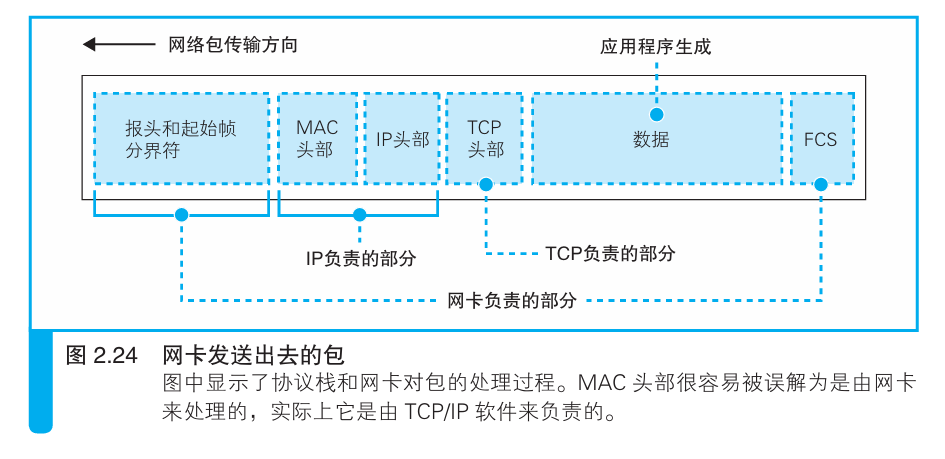 网络包传输方向
应用程序生成
报头和起始帧
分界符
MAC
头部
IP头部
TCP
头部
数据
FCS
IP负责的部分
TCP负责的部分
网卡负责的部分
图 2.24 网卡发送出去的包
图中显示了协议栈和网卡对包的处理过程。MAC 头部很容易被误解为是由网卡
来处理的，实际上它是由 TCP/IP 软件来负责的。